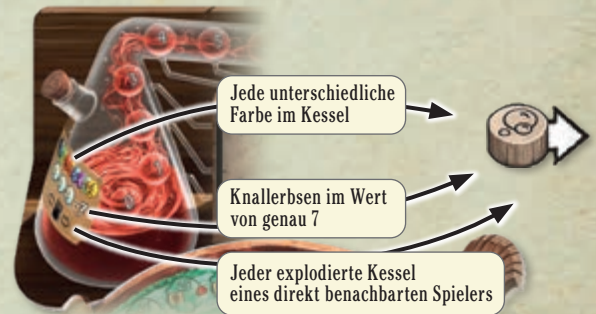 Jede unterschiedliche
Farbe im Kessel
Knallerbsen im Wert
von genau 7
Jeder explodierte Kessel
eines direkt benachbarten Spielers